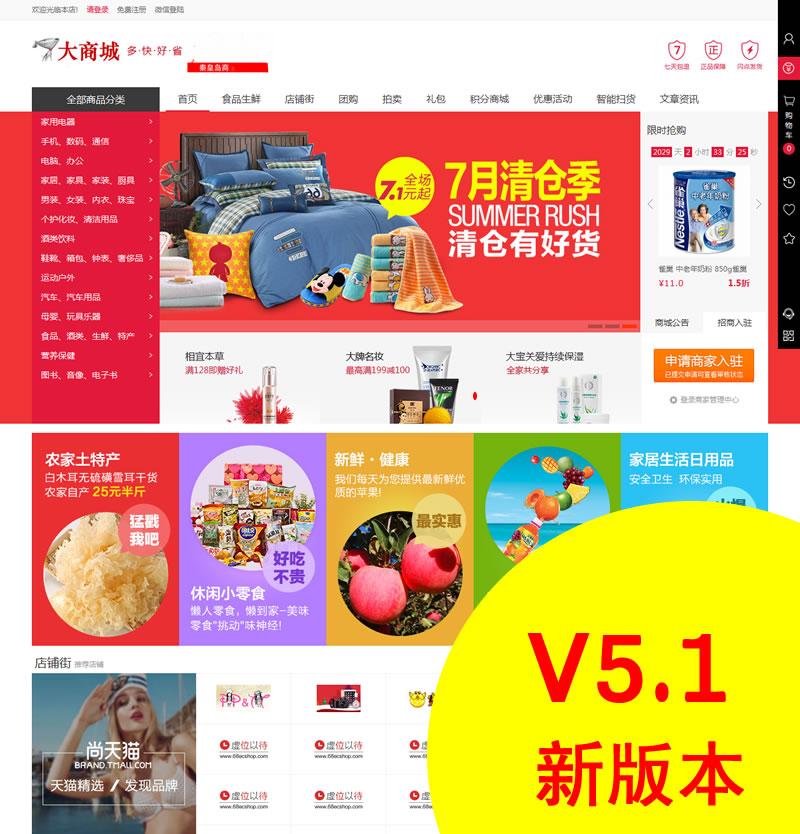 欢迎光临本店! 请登录 免费注册 微信登陆
大商城 多·快·好·省
秦皇岛商
7 正
七天包退 正品保障 闪点发货
全部商品分类 首页 食品生鲜 店铺街 团购 拍卖 礼包 积分商城 优惠活动 智能扫货 文章资讯
家用电器 >
手机、数码、通信 >
电脑、办公 >
家居、家具、家装、厨具 >
男装、女装、内衣、珠宝 >
个护化妆、清洁用品 >
酒类饮料 >
鞋靴、箱包、钟表、奢侈品 >
运动户外 >
汽车、汽车用品 >
母婴、玩具乐器 >
食品、酒类、生鲜、特产 >
营养保健 >
图书、音像、电子书 >
7.1 全场
元起
7月清仓季
SUMMER RUSH
清仓有好货
限时抢购
2029 天 2 小时 33 分 25 秒
Nestle 雀巢
中老年奶粉
雀巢 中老年奶粉 850g雀巢
¥11.0 1.5折
商城公告 招商入驻
申请商家入驻
已提交申请可查看审核状态
登录商家管理中心
购物车
0
相宜本草
满128即赠好礼
大牌名妆
最高满199减100
大宝关爱持续保湿
全家共分享
农家土特产
白木耳无硫磺雪耳干货
农家自产 25元半斤
猛戳
我吧
好吃
不贵
休闲小零食
懒人零食，懒到家-美味
零食"挑动"味神经!
新鲜·健康
我们每天为您提供最新鲜优
质的苹果!
最实惠
家居生活日用品
安全卫生 环保实用
店铺街 推荐店铺
尚天猫
BRAND.TMALL.COM
天猫精选 / 发现品牌
虚位以待
www.68ecshop.com
虚位以待
www.68ecshop.com
虚位以待
www.68ecshop.com
虚位以待
www.68ecshop.com
V5.1
新版本